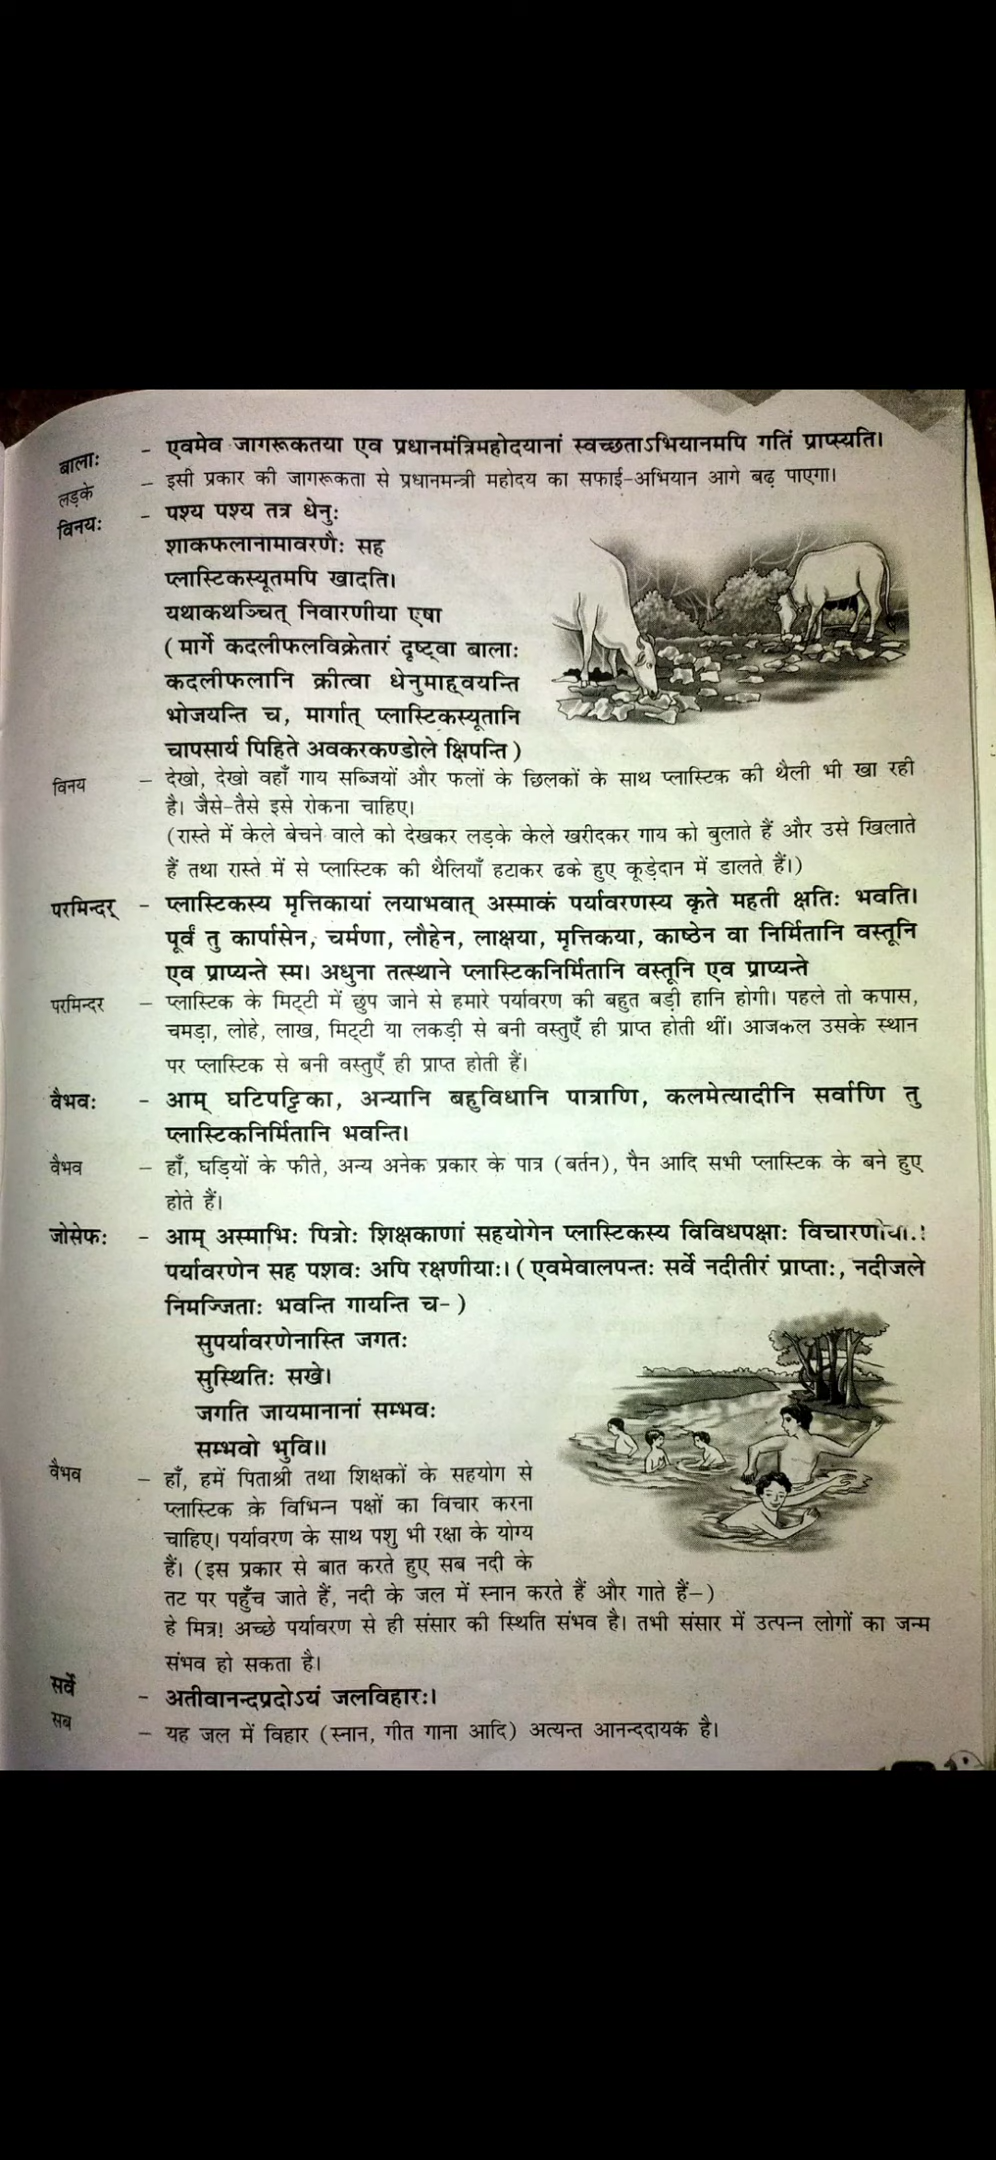 बालाः - एवमेव जागरूकतया एव प्रधानमंत्रिमहोदयानां स्वच्छताऽभियानमपि गतिं प्राप्स्यति।
लड़के – इसी प्रकार की जागरूकता से प्रधानमन्त्री महोदय का सफाई-अभियान आगे बढ़ पाएगा।
विनयः - पश्य पश्य तत्र धेनुः
शाकफलानामावरणैः सह
प्लास्टिकस्यूतमपि खादति।
यथाकथञ्चित् निवारणीया एषा
(मार्गे कदलीफलविक्रेतारं दृष्ट्वा बालाः
कदलीफलानि क्रीत्वा धेनुमाह्वयन्ति
भोजयन्ति च, मार्गात् प्लास्टिकस्यूतानि
चापसार्य पिहिते अवकरकण्डोले क्षिपन्ति)
विनय – देखो, देखो वहाँ गाय सब्जियों और फलों के छिलकों के साथ प्लास्टिक की थैली भी खा रही
है। जैसे-तैसे इसे रोकना चाहिए।
(रास्ते में केले बेचने वाले को देखकर लड़के केले खरीदकर गाय को बुलाते हैं और उसे खिलाते
हैं तथा रास्ते में से प्लास्टिक की थैलियाँ हटाकर ढके हुए कूड़ेदान में डालते हैं।)
परमिन्दर् - प्लास्टिकस्य मृत्तिकायां लयाभवात् अस्माकं पर्यावरणस्य कृते महती क्षतिः भवति।
पूर्वं तु कार्पासेन, चर्मणा, लौहेन, लाक्षया, मृत्तिकया, काष्ठेन वा निर्मितानि वस्तूनि
एव प्राप्यन्ते स्म। अधुना तत्स्थाने प्लास्टिकनिर्मितानि वस्तूनि एव प्राप्यन्ते
परमिन्दर – प्लास्टिक के मिट्टी में छुप जाने से हमारे पर्यावरण की बहुत बड़ी हानि होगी। पहले तो कपास,
चमड़ा, लोहे, लाख, मिट्टी या लकड़ी से बनी वस्तुएँ ही प्राप्त होती थीं। आजकल उसके स्थान
पर प्लास्टिक से बनी वस्तुएँ ही प्राप्त होती हैं।
वैभवः - आम् घटिपट्टिका, अन्यानि बहुविधानि पात्राणि, कलमेत्यादीनि सर्वाणि तु
प्लास्टिकनिर्मितानि भवन्ति।
वैभव – हाँ, घड़ियों के फीते, अन्य अनेक प्रकार के पात्र (बर्तन), पैन आदि सभी प्लास्टिक के बने हुए
होते हैं।
जोसेफः - आम् अस्माभिः पित्रोः शिक्षकाणां सहयोगेन प्लास्टिकस्य विविधपक्षाः
पर्यावरणेन सह पशवः अपि रक्षणीयाः। (एवमेवालपन्तः सर्वे नदीतीरं प्राप्ताः, नदीजले
निमज्जिताः भवन्ति गायन्ति च-)
सुपर्यावरणेनास्ति जगतः
सुस्थितिः सखे।
जगति जायमानानां सम्भवः
सम्भवो भुवि॥
वैभव – हाँ, हमें पिताश्री तथा शिक्षकों के सहयोग से
प्लास्टिक के विभिन्न पक्षों का विचार करना
चाहिए। पर्यावरण के साथ पशु भी रक्षा के योग्य
हैं। (इस प्रकार से बात करते हुए सब नदी के
तट पर पहुँच जाते हैं, नदी के जल में स्नान करते हैं और गाते हैं–)
हे मित्र! अच्छे पर्यावरण से ही संसार की स्थिति संभव है। तभी संसार में उत्पन्न लोगों का जन्म
संभव हो सकता है।
सर्वे - अतीवानन्दप्रदोऽयं जलविहारः।
सब – यह जल में विहार (स्नान, गीत गाना आदि) अत्यन्त आनन्ददायक है।